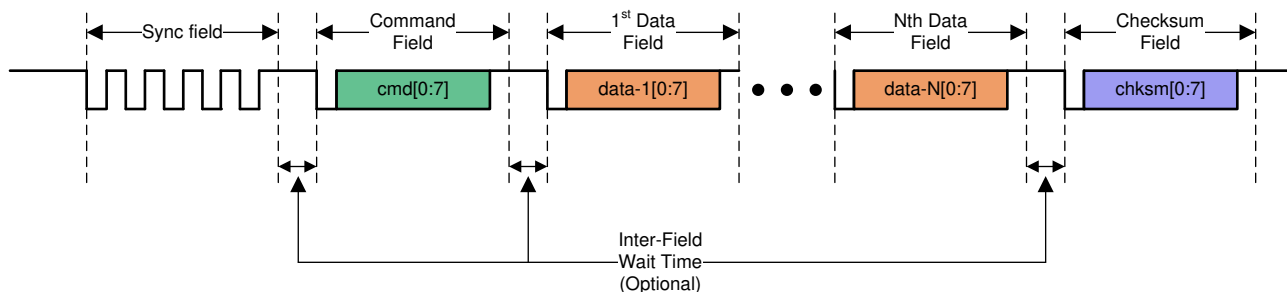 Sync field
Command
Field
1st Data
Field
Nth Data
Field
Checksum
Field
cmd[0:7]
data-1[0:7]
data-N[0:7]
chksm[0:7]
Inter-Field
Wait Time
(Optional)